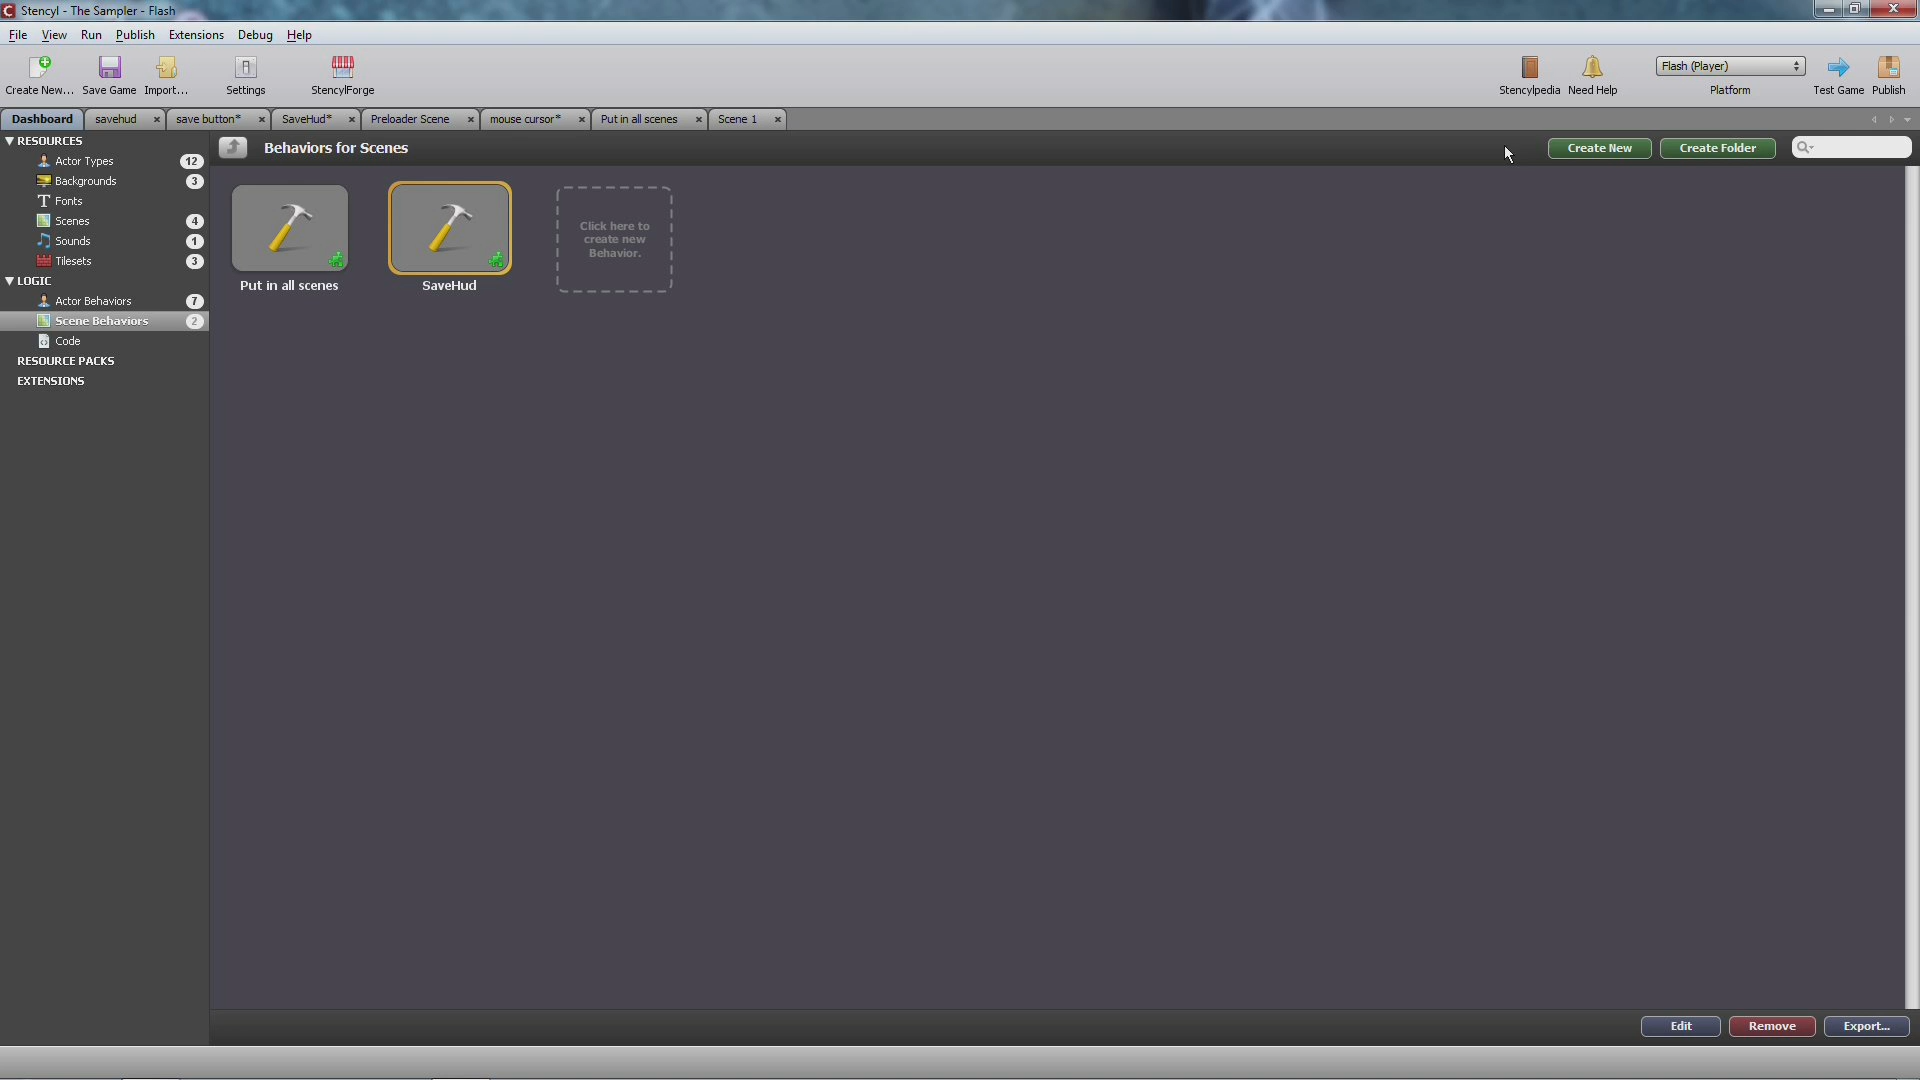 Stencyl - The Sampler - Flash
File View Run Publish Extensions Debug Help
Create New... Save Game Import... Settings StencylForge Stencylpedia Need Help Flash (Player) Platform Test Game Publish
Dashboard savehud save button* SaveHud* Preloader Scene mouse cursor* Put in all scenes Scene 1
RESOURCES
Actor Types 12
Backgrounds 3
Fonts
Scenes 4
Sounds 1
Tilesets 3
LOGIC
Actor Behaviors 7
Scene Behaviors 2
Code
RESOURCE PACKS
EXTENSIONS
Behaviors for Scenes Create New Create Folder
Put in all scenes
SaveHud
Click here to
create new
Behavior.
Edit Remove Export...